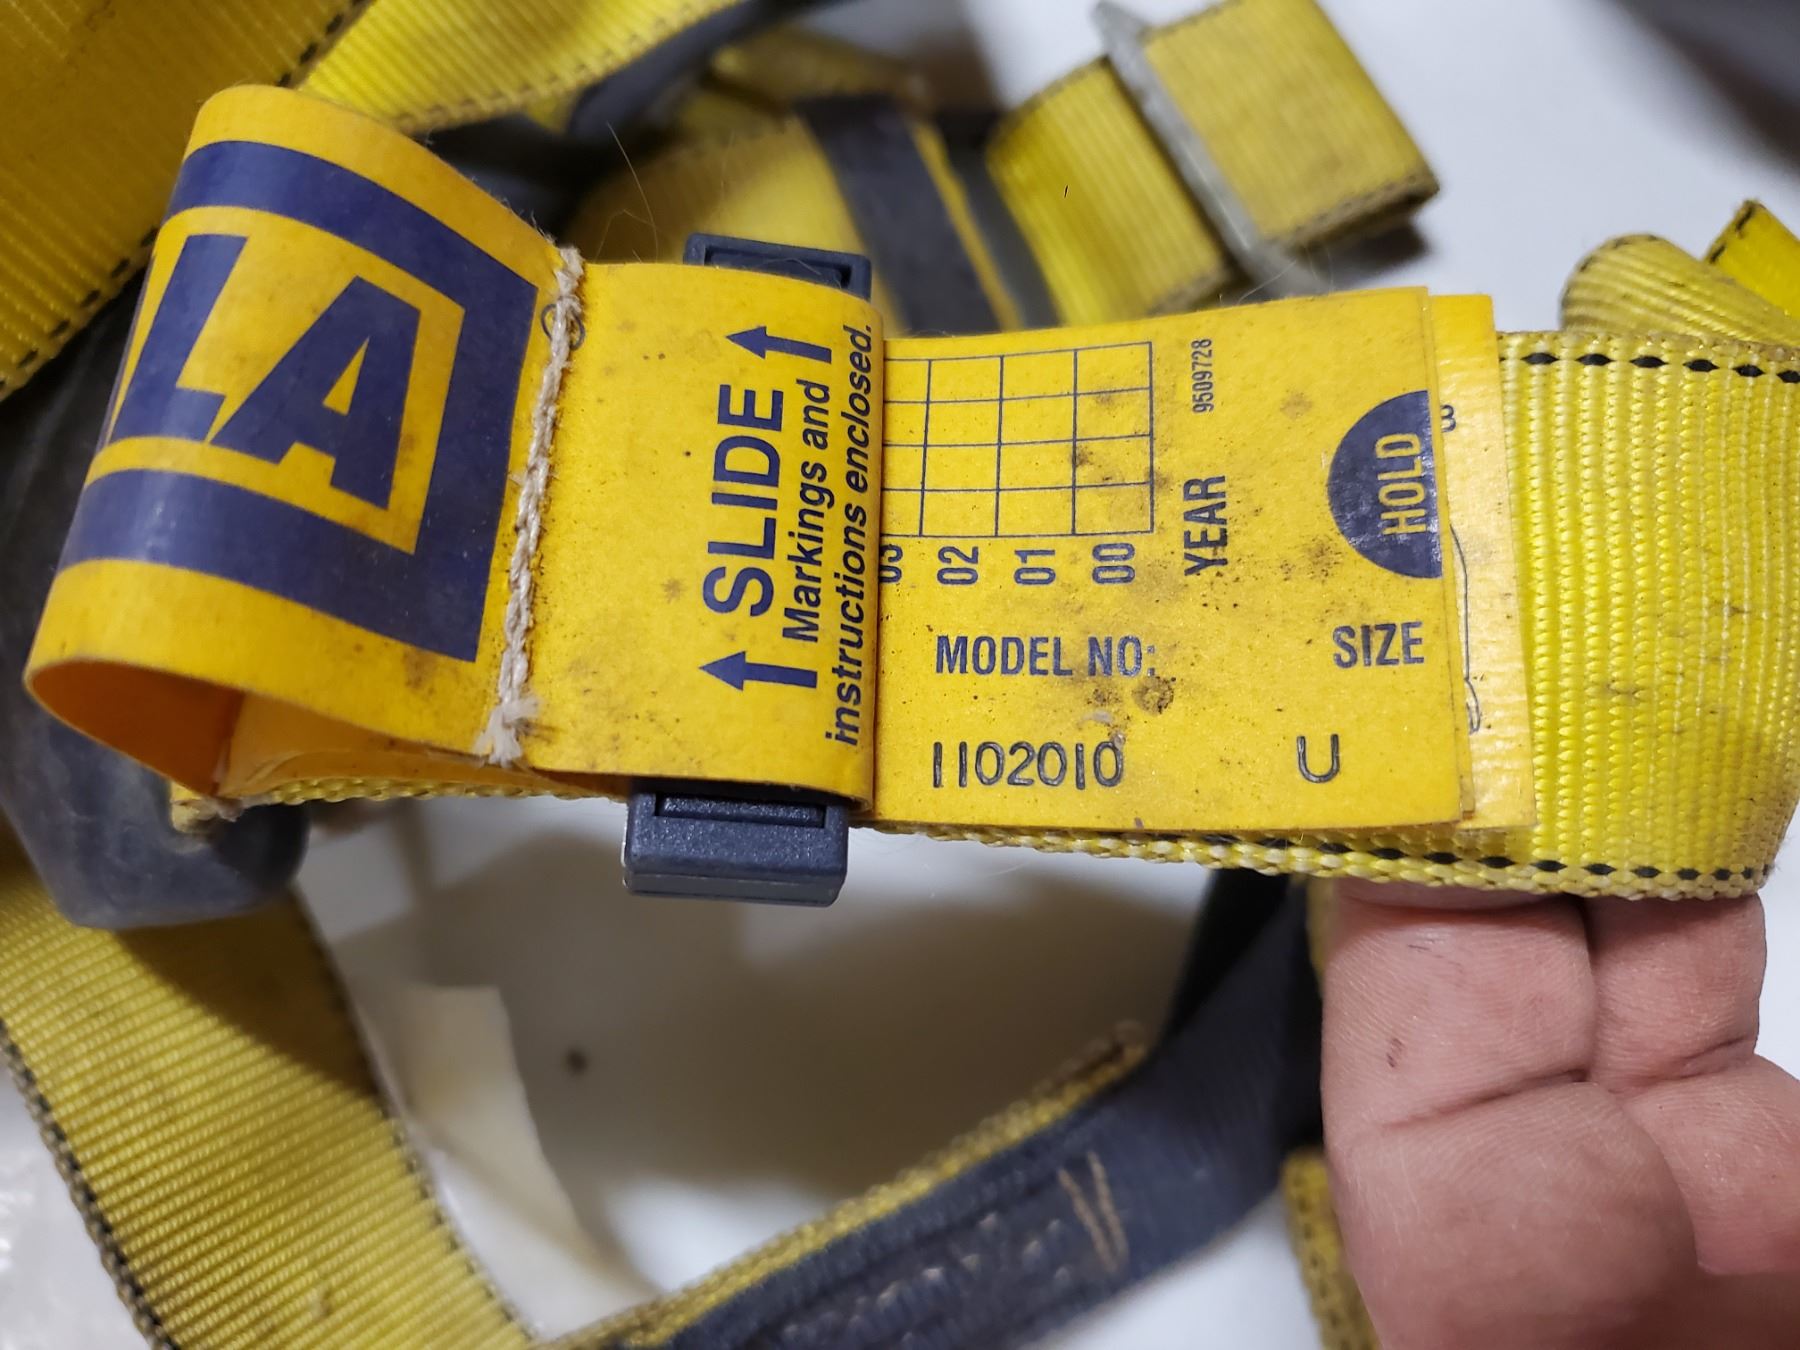 LA
SLIDE
Markings and
instructions enclosed.
03 02 01 00
YEAR
9509728
HOLD
MODEL NO:
SIZE
1102010
U